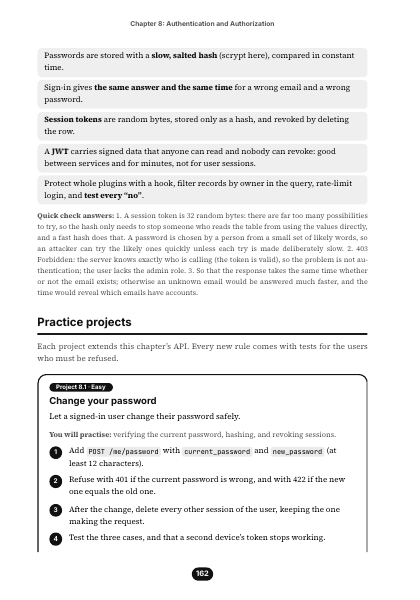 Chapter 8: Authentication and Authorization
Passwords are stored with a slow, salted hash (scrypt here), compared in constant
time.
Sign-in gives the same answer and the same time for a wrong email and a wrong
password.
Session tokens are random bytes, stored only as a hash, and revoked by deleting
the row.
A JWT carries signed data that anyone can read and nobody can revoke: good
between services and for minutes, not for user sessions.
Protect whole plugins with a hook, filter records by owner in the query, rate-limit
login, and test every “no”.
Quick check answers: 1. A session token is 32 random bytes: there are far too many possibilities
to try, so the hash only needs to stop someone who reads the table from using the values directly,
and a fast hash does that. A password is chosen by a person from a small set of likely words, so
an attacker can try the likely ones quickly unless each try is made deliberately slow. 2. 403
Forbidden: the server knows exactly who is calling (the token is valid), so the problem is not au-
thentication; the user lacks the admin role. 3. So that the response takes the same time whether
or not the email exists; otherwise an unknown email would be answered much faster, and the
time would reveal which emails have accounts.
Practice projects
Each project extends this chapter’s API. Every new rule comes with tests for the users
who must be refused.
Project 8.1 · Easy
Change your password
Let a signed-in user change their password safely.
You will practise: verifying the current password, hashing, and revoking sessions.
1 Add POST /me/password with current_password and new_password (at
least 12 characters).
2 Refuse with 401 if the current password is wrong, and with 422 if the new
one equals the old one.
3 After the change, delete every other session of the user, keeping the one
making the request.
4 Test the three cases, and that a second device’s token stops working.
162